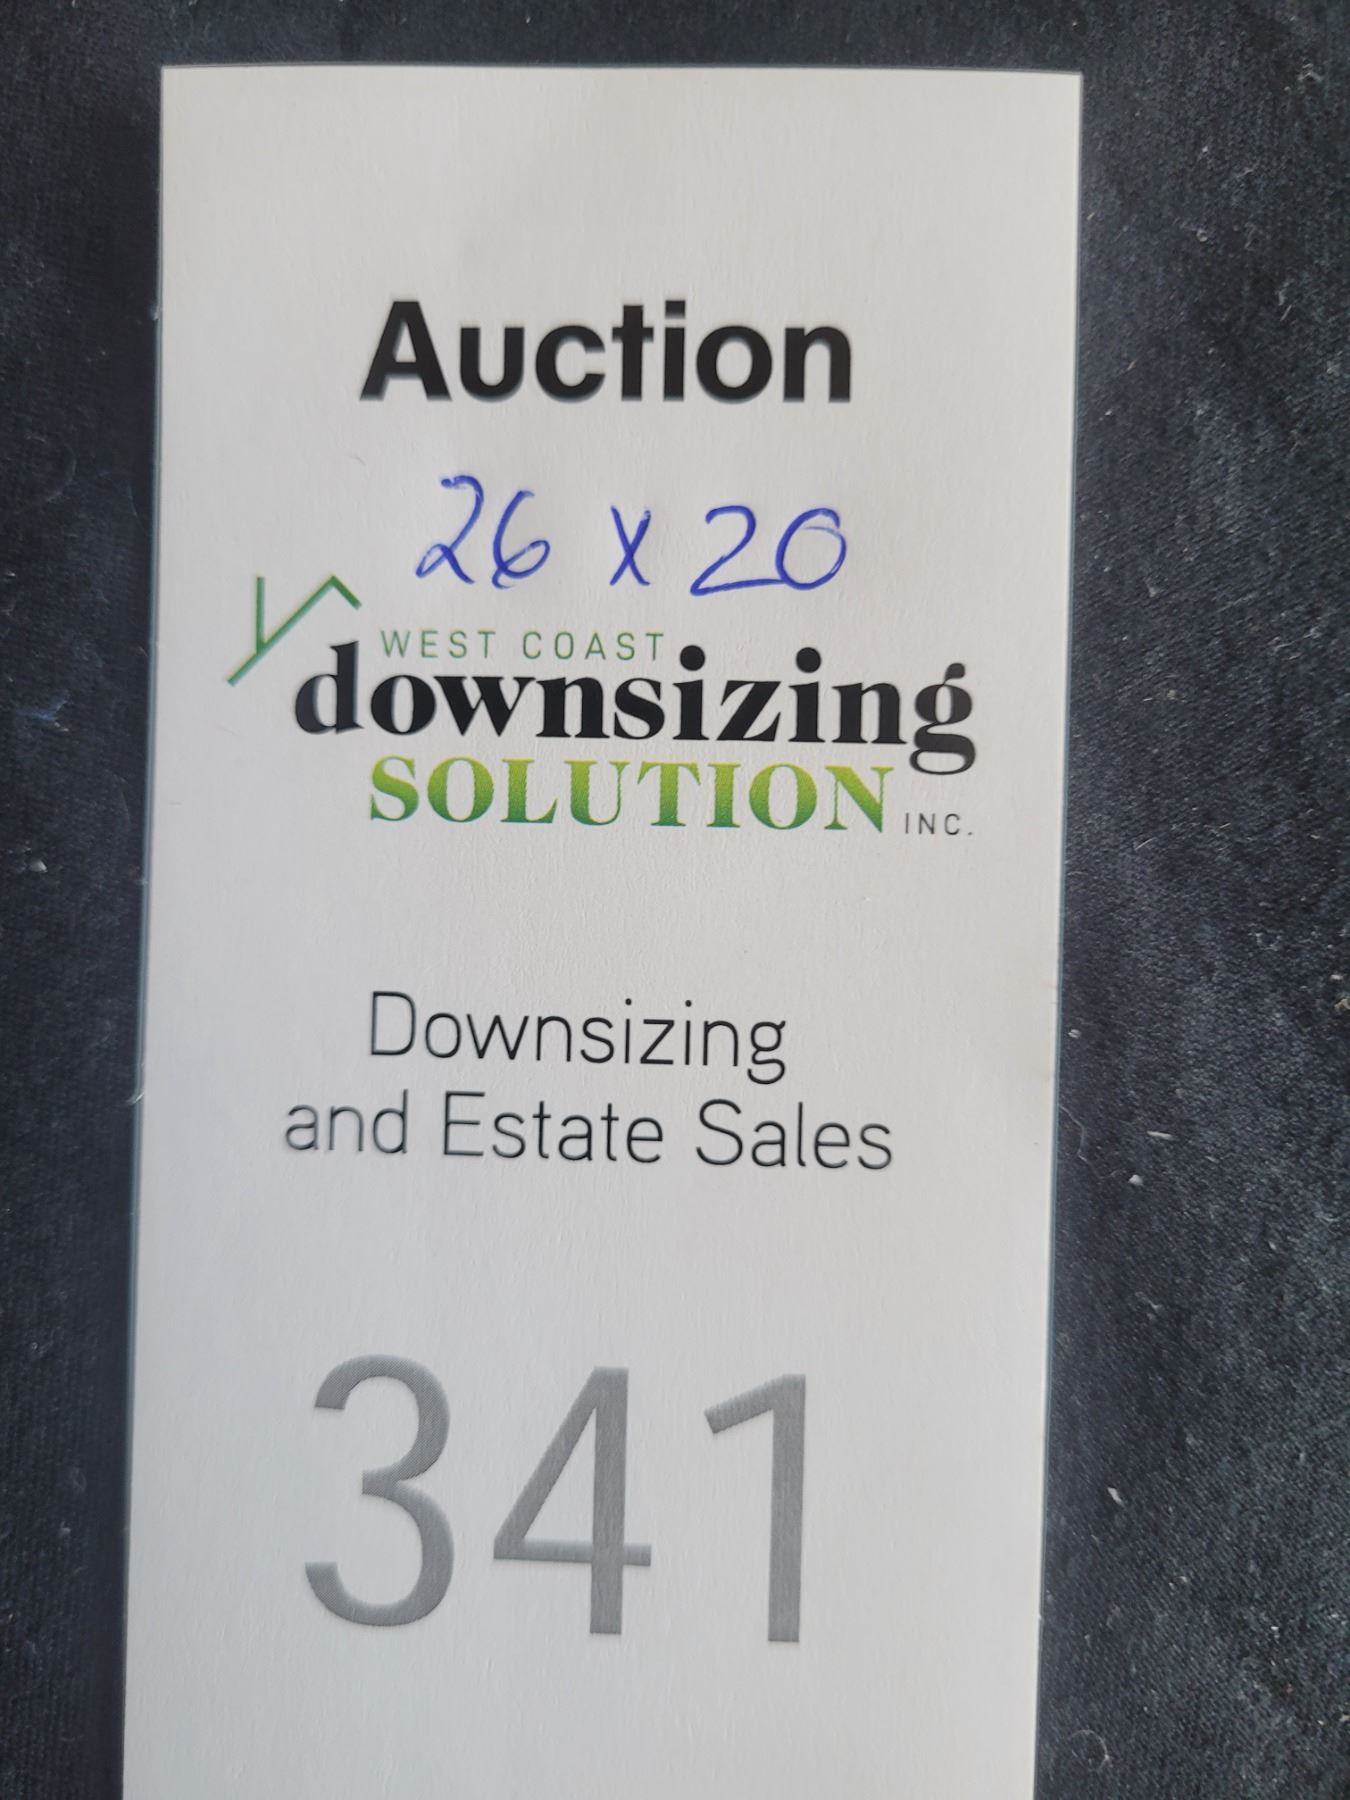 Auction
26 x 20
WEST COAST
downsizing
SOLUTION INC.
Downsizing
and Estate Sales
341